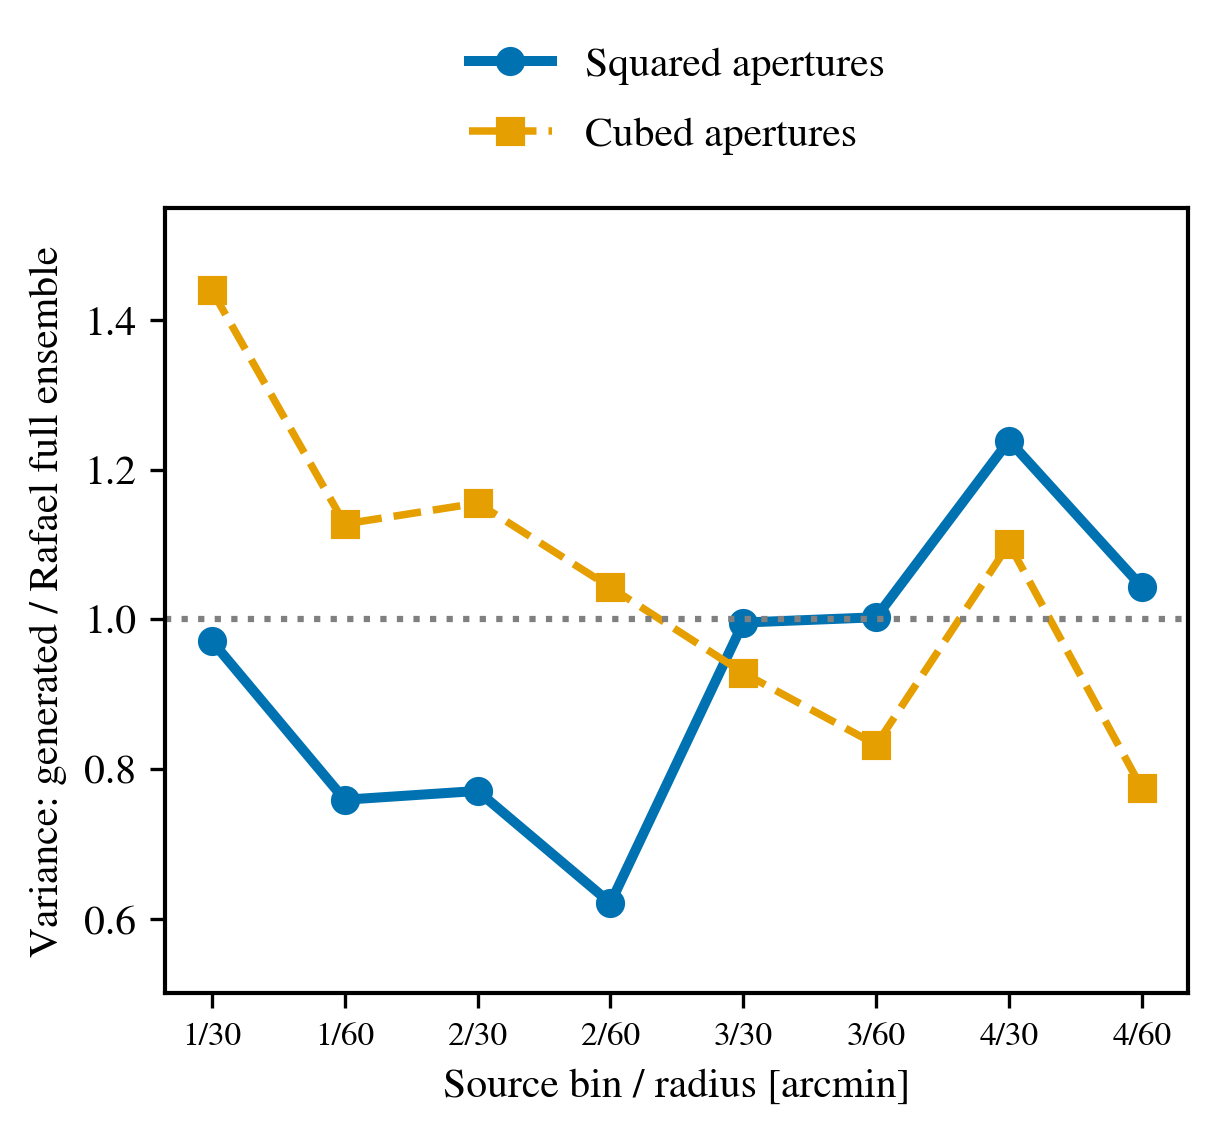 Squared apertures
Cubed apertures
Variance: generated / Rafael full ensemble
1.4
1.2
1.0
0.8
0.6
1/30 1/60 2/30 2/60 3/30 3/60 4/30 4/60
Source bin / radius [arcmin]